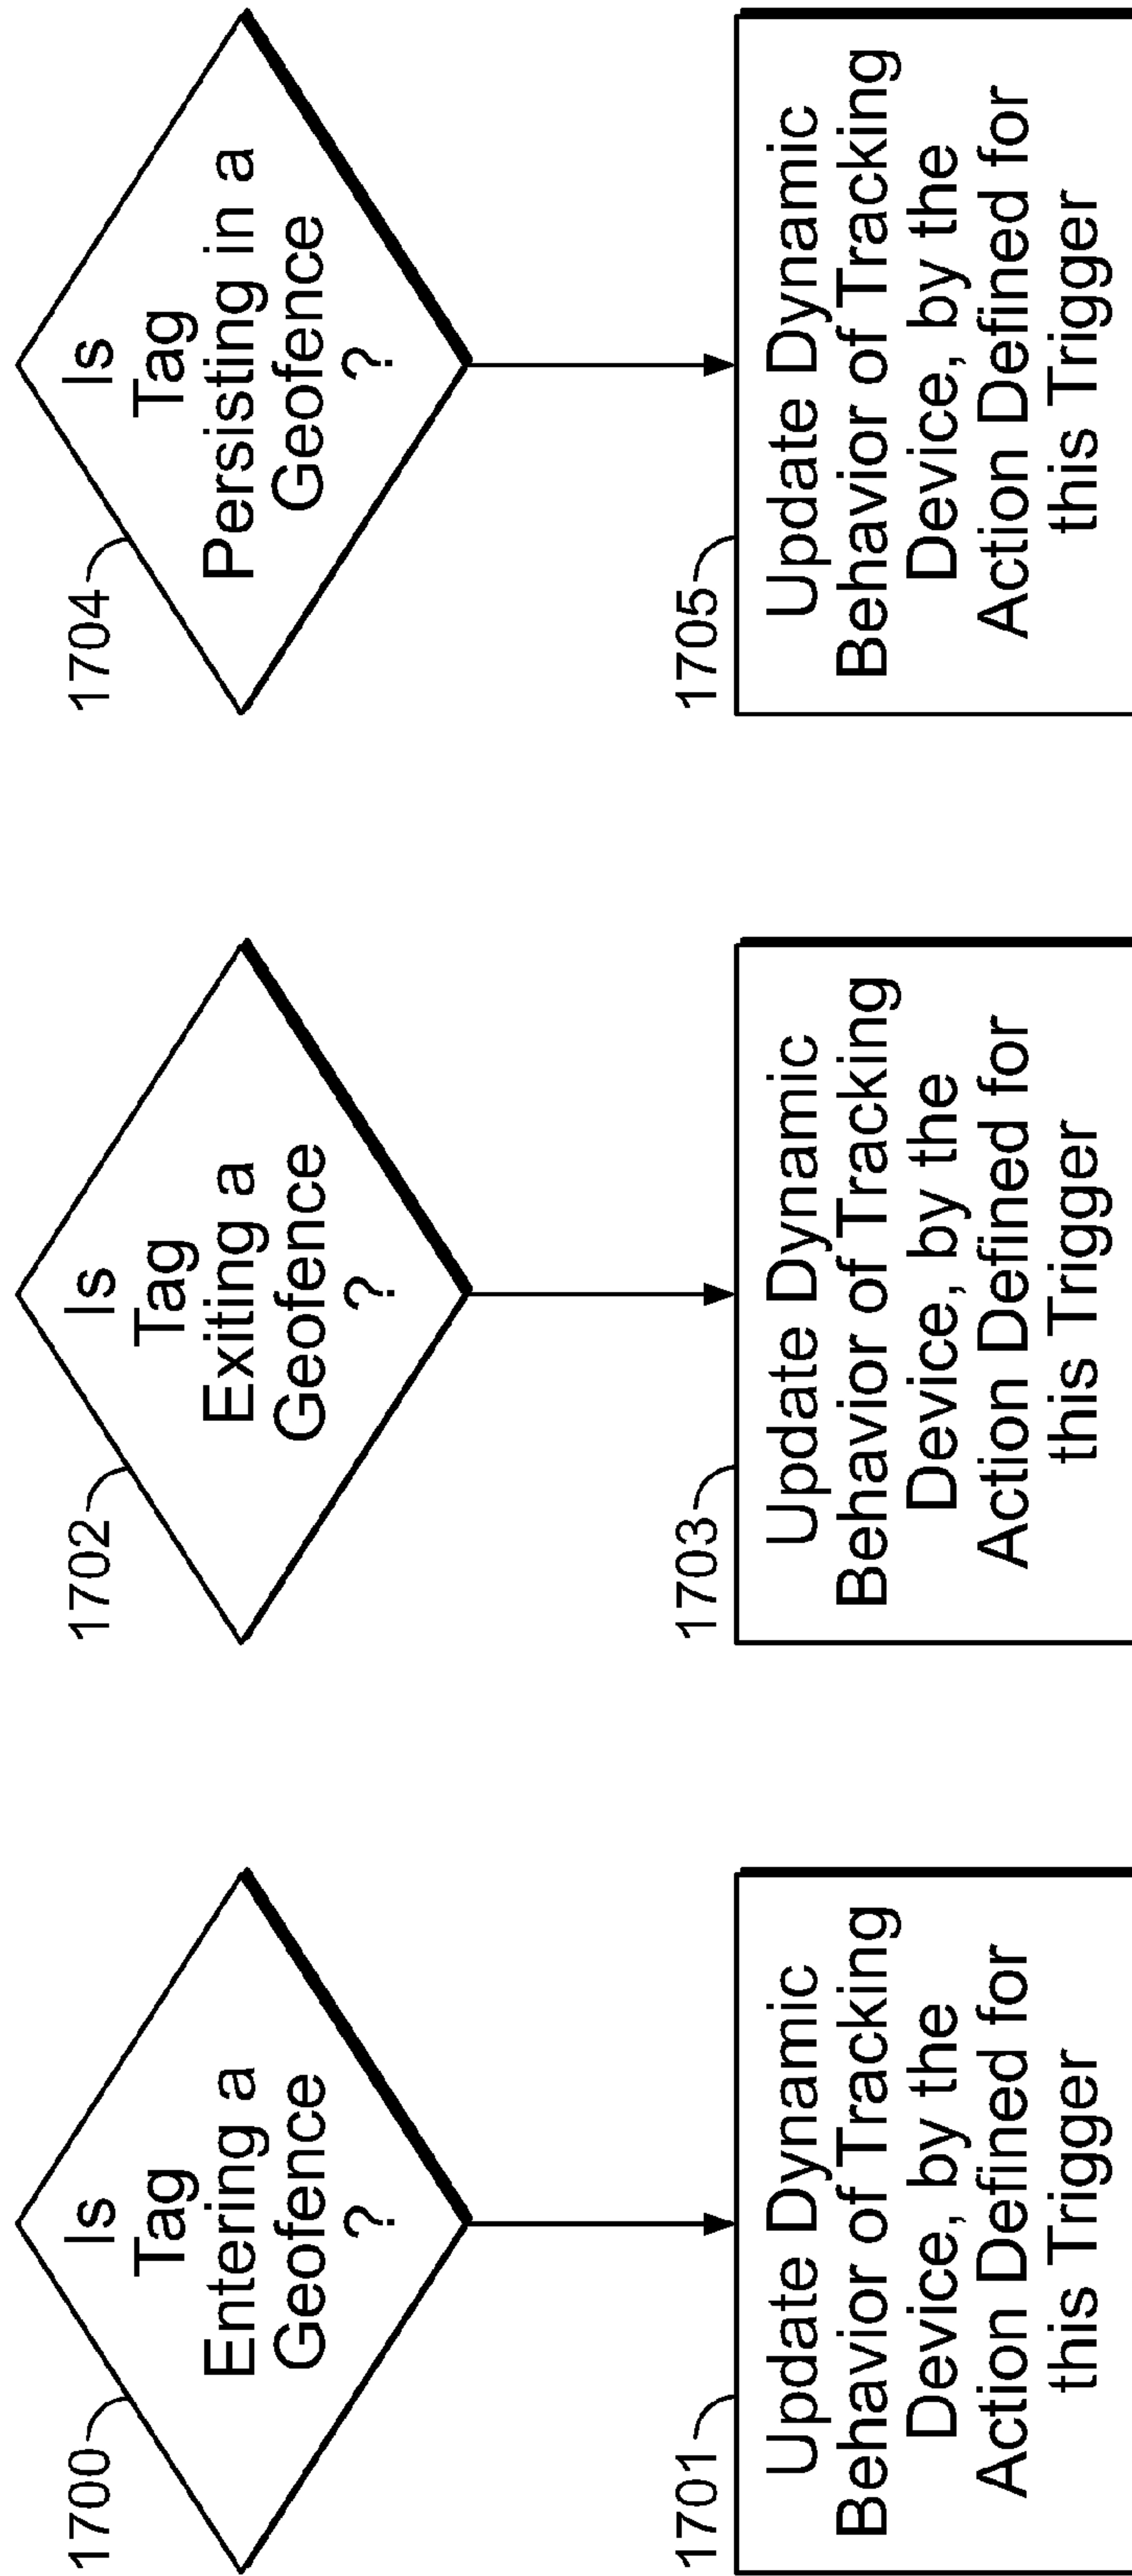 1700
Is
Tag
Entering a
Geofence
?
1701
Update Dynamic
Behavior of Tracking
Device, by the
Action Defined for
this Trigger
1702
Is
Tag
Exiting a
Geofence
?
1703
Update Dynamic
Behavior of Tracking
Device, by the
Action Defined for
this Trigger
1704
Is
Tag
Persisting in a
Geofence
?
1705
Update Dynamic
Behavior of Tracking
Device, by the
Action Defined for
this Trigger